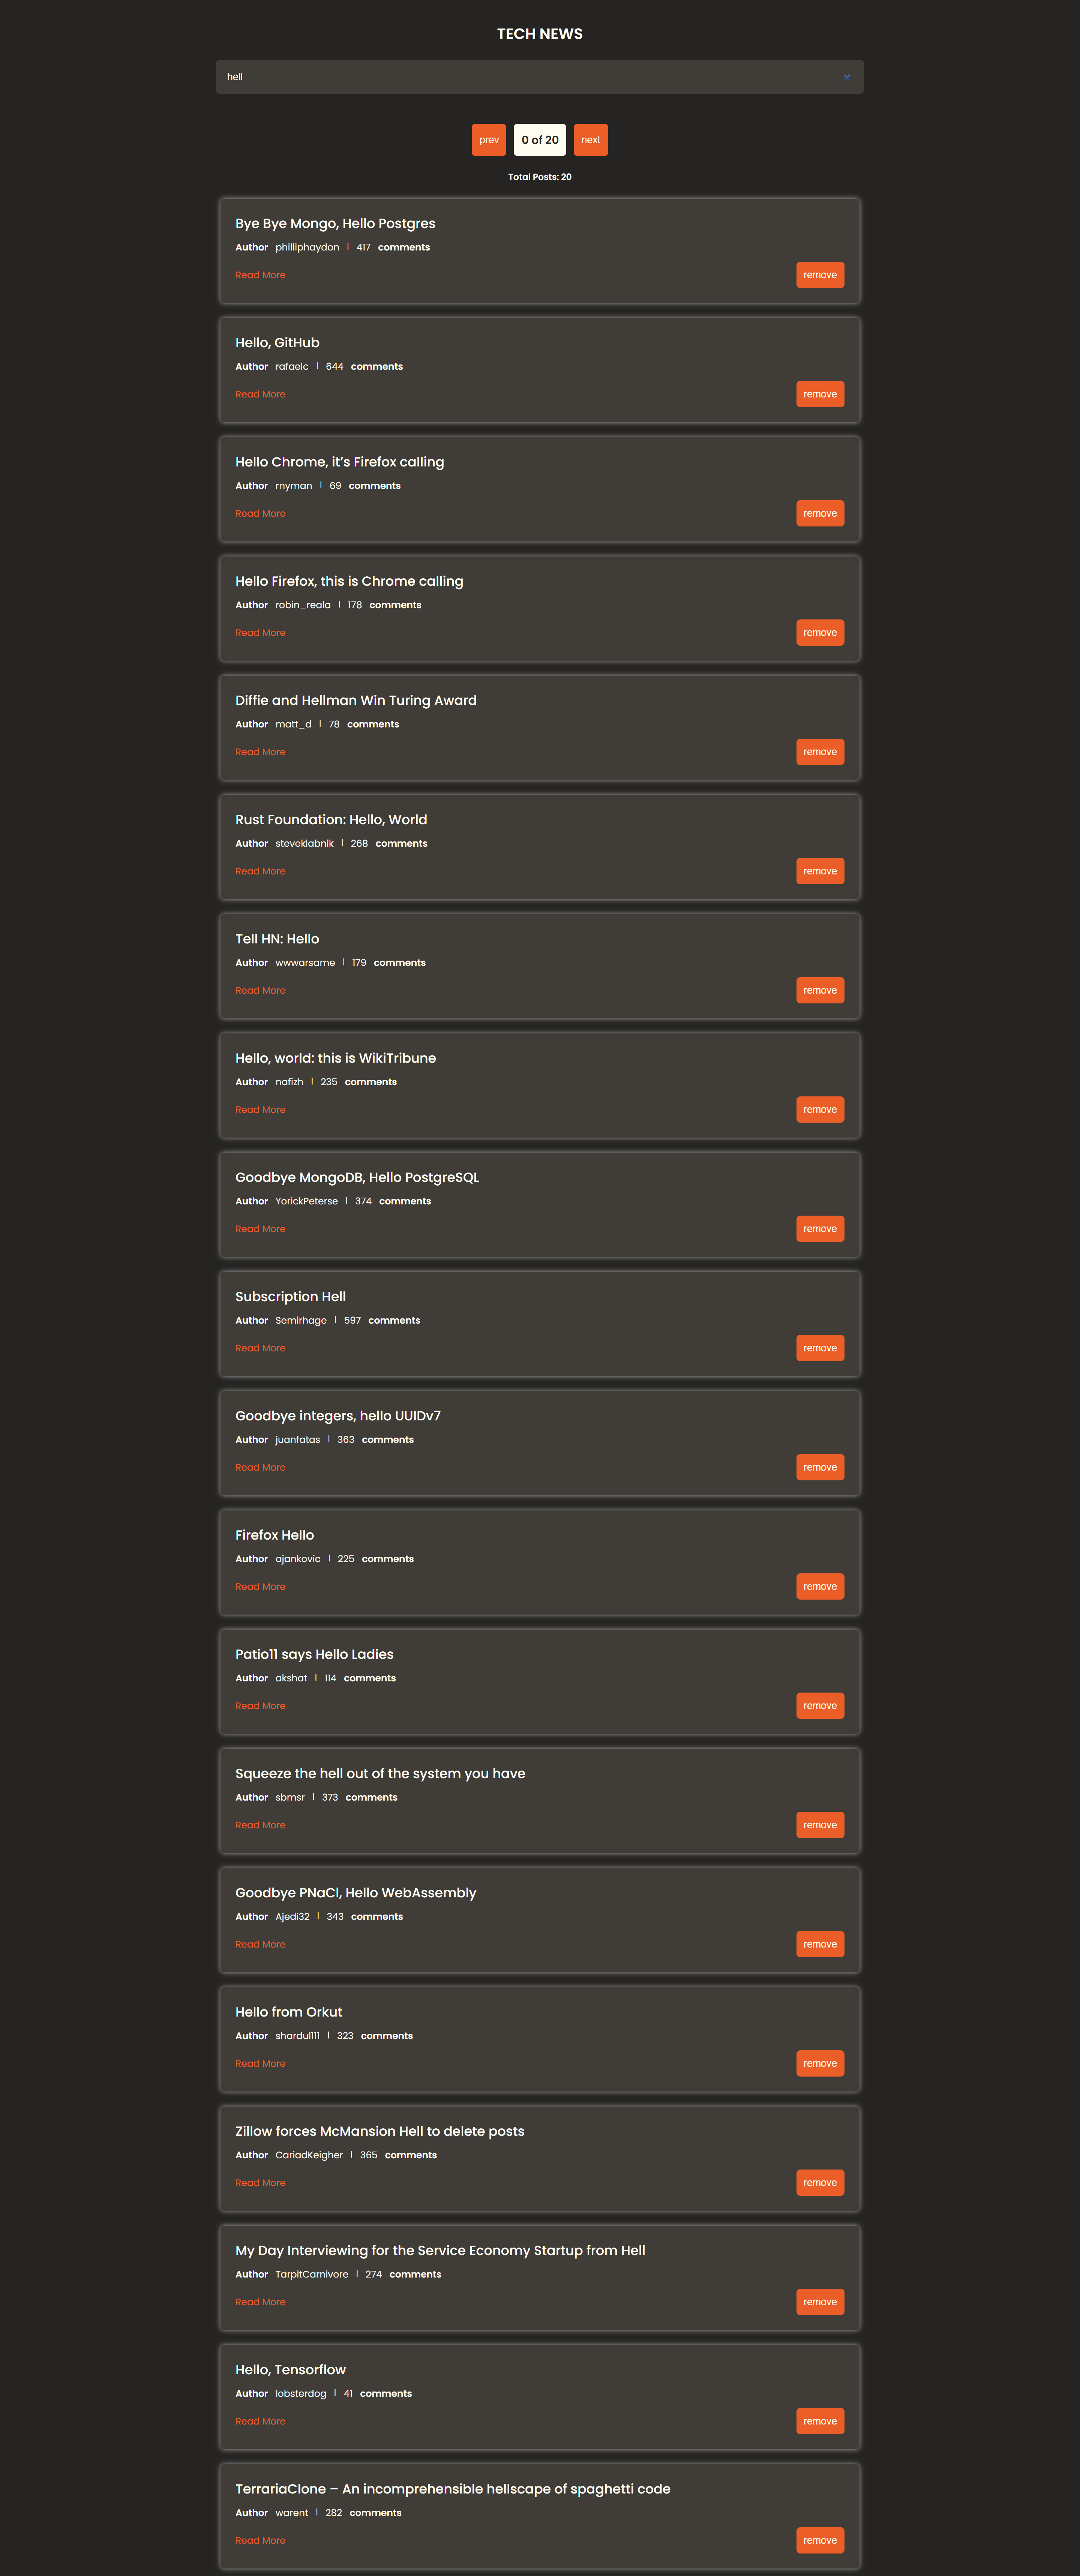 TECH NEWS
hell
prev 0 of 20 next
Total Posts: 20
Bye Bye Mongo, Hello Postgres
Author philliphaydon | 417 comments
Read More remove
Hello, GitHub
Author rafaelc | 644 comments
Read More remove
Hello Chrome, it’s Firefox calling
Author rnyman | 69 comments
Read More remove
Hello Firefox, this is Chrome calling
Author robin_reala | 178 comments
Read More remove
Diffie and Hellman Win Turing Award
Author matt_d | 78 comments
Read More remove
Rust Foundation: Hello, World
Author steveklabnik | 268 comments
Read More remove
Tell HN: Hello
Author wwwarsame | 179 comments
Read More remove
Hello, world: this is WikiTribune
Author nafizh | 235 comments
Read More remove
Goodbye MongoDB, Hello PostgreSQL
Author YorickPeterse | 374 comments
Read More remove
Subscription Hell
Author Semirhage | 597 comments
Read More remove
Goodbye integers, hello UUIDv7
Author juanfatas | 363 comments
Read More remove
Firefox Hello
Author ajankovic | 225 comments
Read More remove
Patio11 says Hello Ladies
Author akshat | 114 comments
Read More remove
Squeeze the hell out of the system you have
Author sbmsr | 373 comments
Read More remove
Goodbye PNaCl, Hello WebAssembly
Author Ajedi32 | 343 comments
Read More remove
Hello from Orkut
Author shardul111 | 323 comments
Read More remove
Zillow forces McMansion Hell to delete posts
Author CariadKeigher | 365 comments
Read More remove
My Day Interviewing for the Service Economy Startup from Hell
Author TarpitCarnivore | 274 comments
Read More remove
Hello, Tensorflow
Author lobsterdog | 41 comments
Read More remove
TerrariaClone – An incomprehensible hellscape of spaghetti code
Author warent | 282 comments
Read More remove